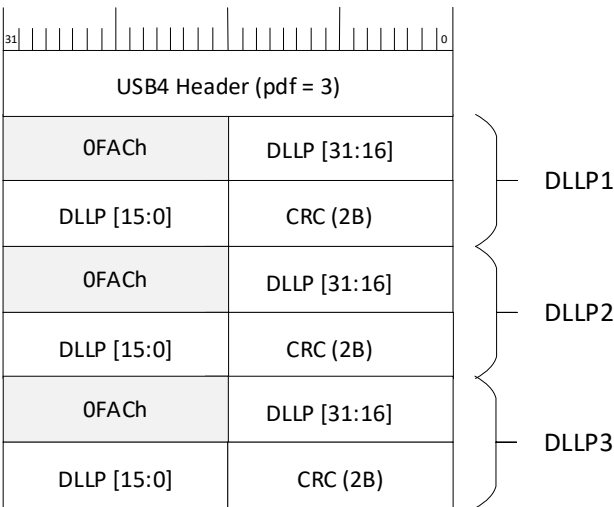 31 0
USB4 Header (pdf = 3)
0FACh DLLP [31:16]
DLLP1
DLLP [15:0] CRC (2B)
0FACh DLLP [31:16]
DLLP2
DLLP [15:0] CRC (2B)
0FACh DLLP [31:16]
DLLP3
DLLP [15:0] CRC (2B)